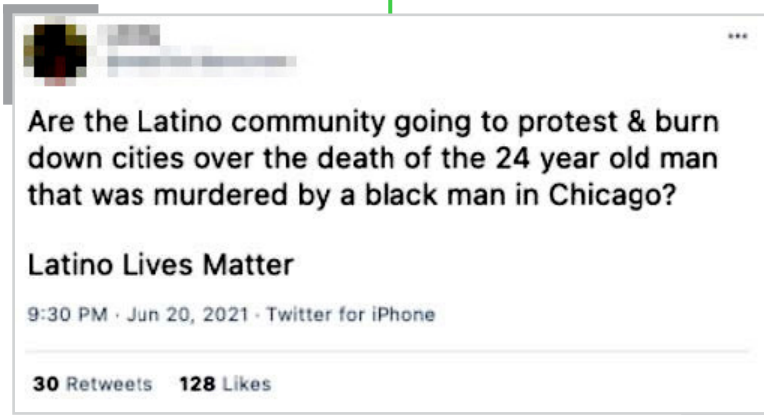 Are the Latino community going to protest & burn
down cities over the death of the 24 year old man
that was murdered by a black man in Chicago?
Latino Lives Matter
9:30 PM · Jun 20, 2021 · Twitter for iPhone
30 Retweets 128 Likes